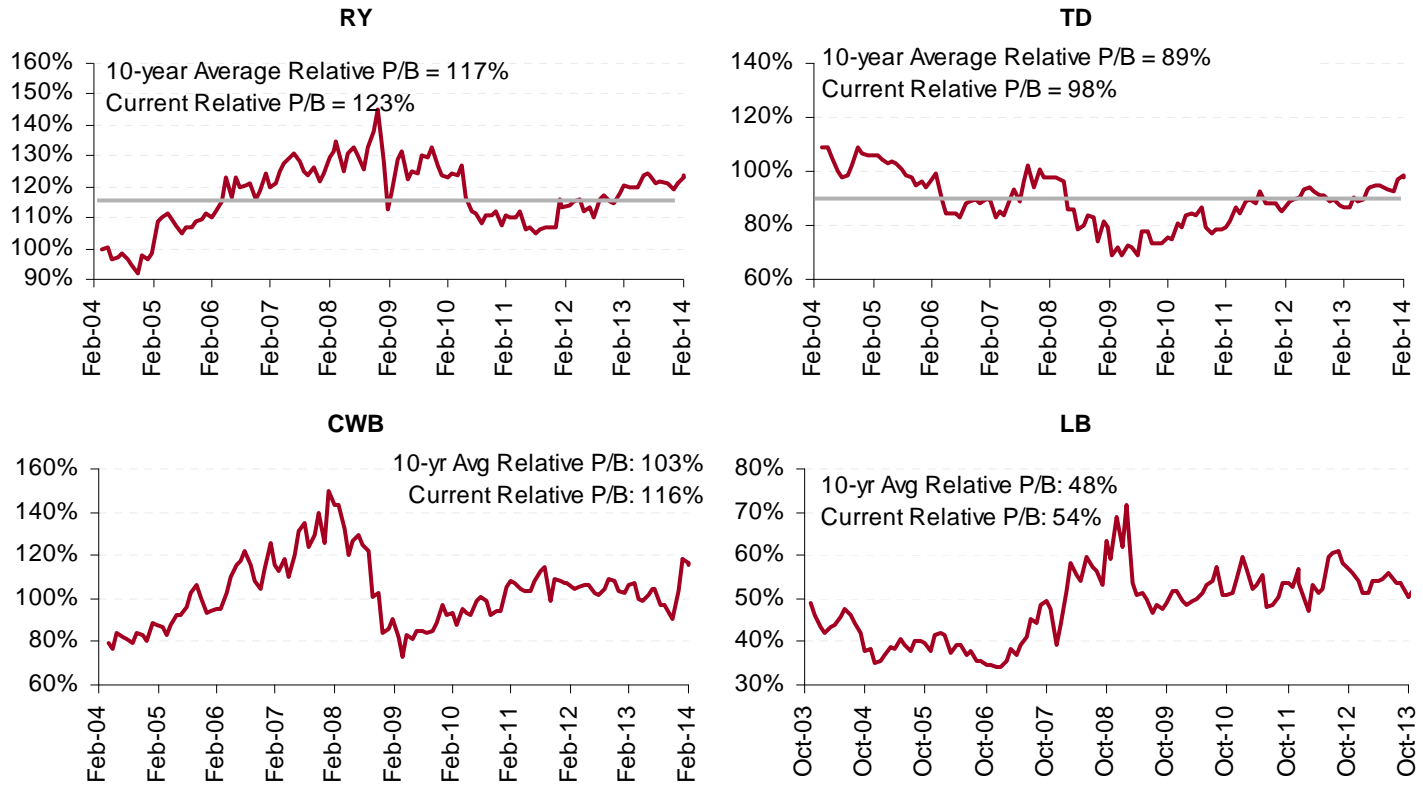 RY
10-year Average Relative P/B = 117%
Current Relative P/B = 123%
160%
150%
140%
130%
120%
110%
100%
90%
Feb-04
Feb-05
Feb-06
Feb-07
Feb-08
Feb-09
Feb-10
Feb-11
Feb-12
Feb-13
Feb-14
TD
10-year Average Relative P/B = 89%
Current Relative P/B = 98%
140%
120%
100%
80%
60%
Feb-04
Feb-05
Feb-06
Feb-07
Feb-08
Feb-09
Feb-10
Feb-11
Feb-12
Feb-13
Feb-14
CWB
10-yr Avg Relative P/B: 103%
Current Relative P/B: 116%
160%
140%
120%
100%
80%
60%
Feb-04
Feb-05
Feb-06
Feb-07
Feb-08
Feb-09
Feb-10
Feb-11
Feb-12
Feb-13
Feb-14
LB
10-yr Avg Relative P/B: 48%
Current Relative P/B: 54%
80%
70%
60%
50%
40%
30%
Oct-03
Oct-04
Oct-05
Oct-06
Oct-07
Oct-08
Oct-09
Oct-10
Oct-11
Oct-12
Oct-13